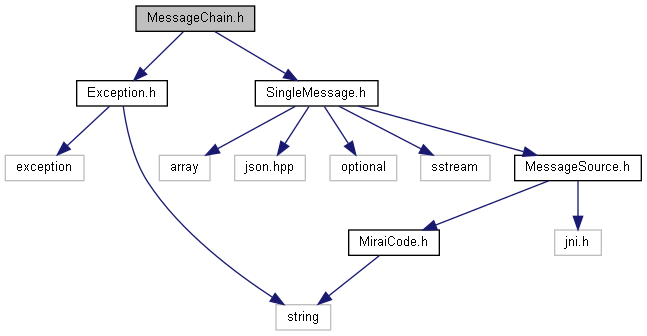 MessageChain.h
Exception.h
SingleMessage.h
exception
array
json.hpp
optional
sstream
MessageSource.h
MiraiCode.h
jni.h
string